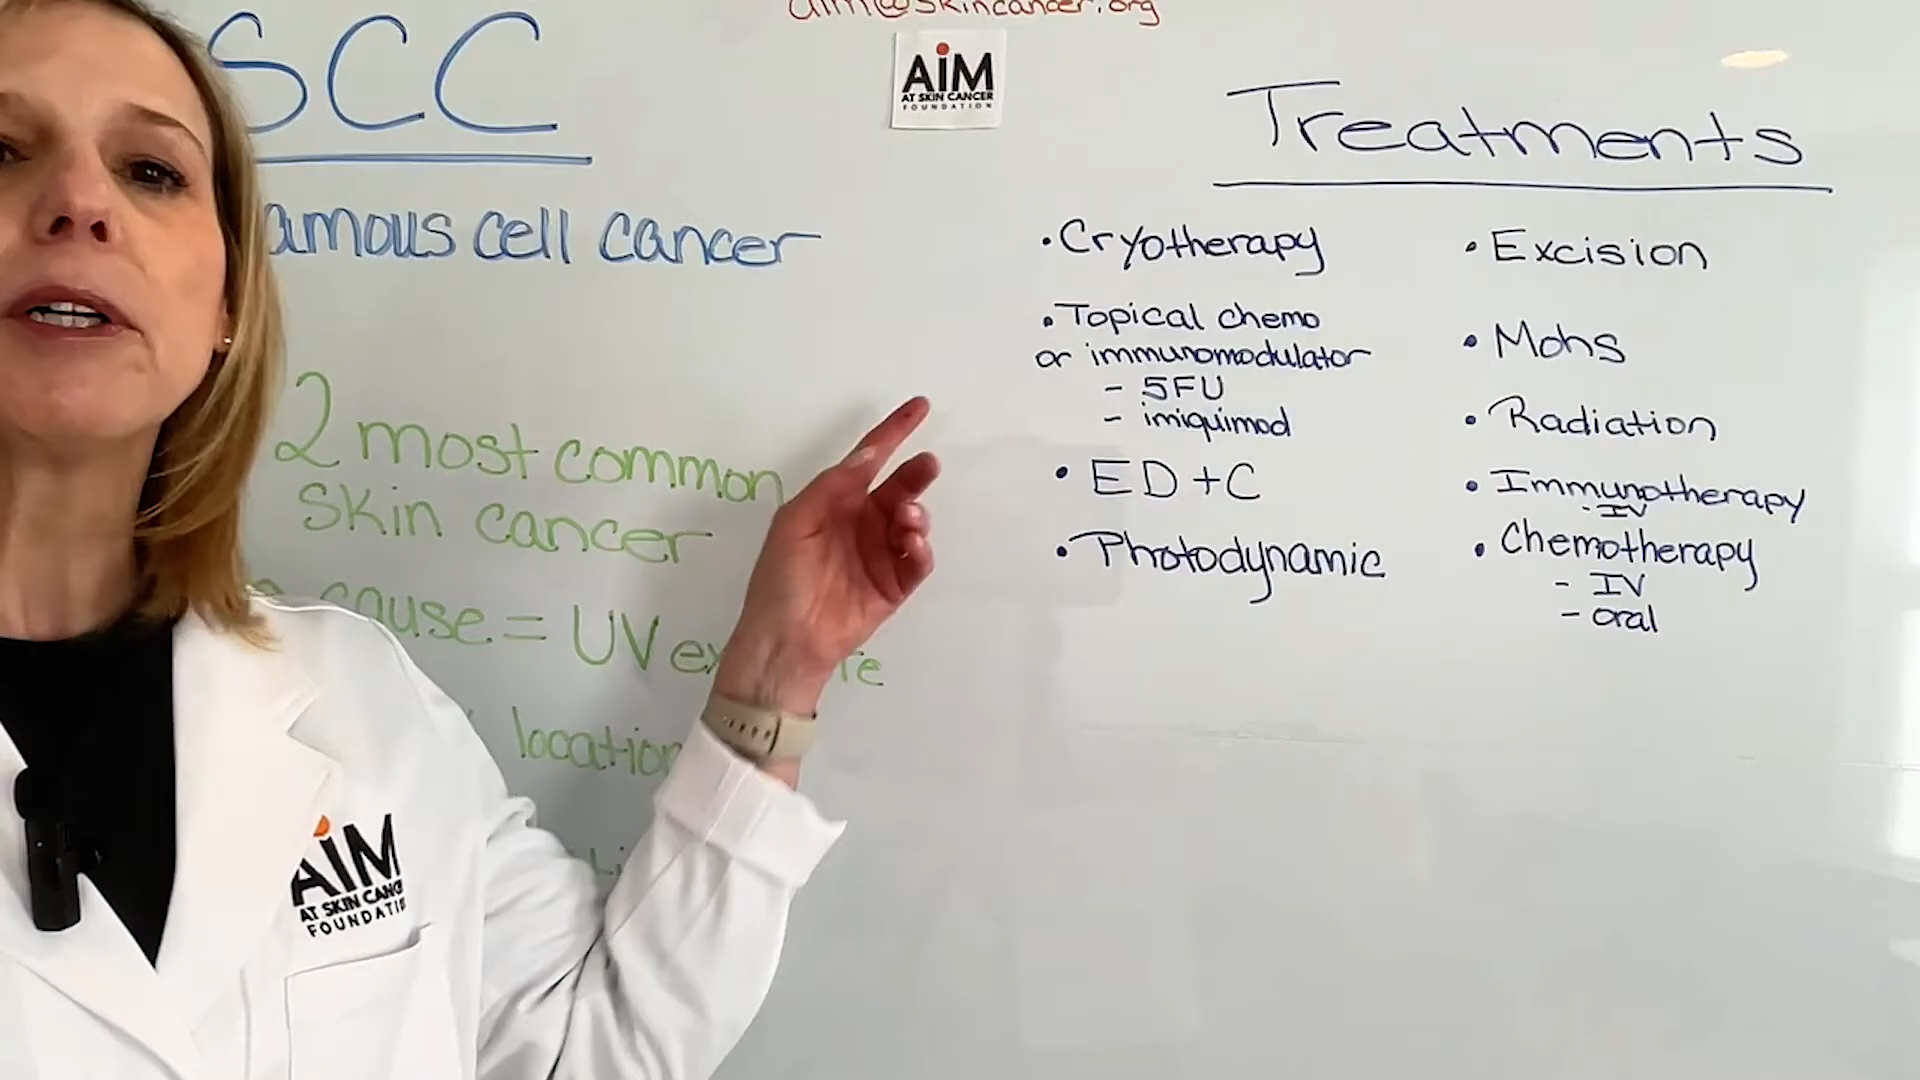 aim@skincancer.org
AiM
AT SKIN CANCER
FOUNDATION
SCC
amous cell cancer
2 most common
skin cancer
cause = UV ex
location
Treatments
• Cryotherapy
• Topical chemo
or immunomodulator
- 5FU
- imiquimod
• ED+C
• Photodynamic
• Excision
• Mohs
• Radiation
• Immunotherapy
- IV
• Chemotherapy
- IV
- oral
AiM
AT SKIN CANC
FOUNDATI